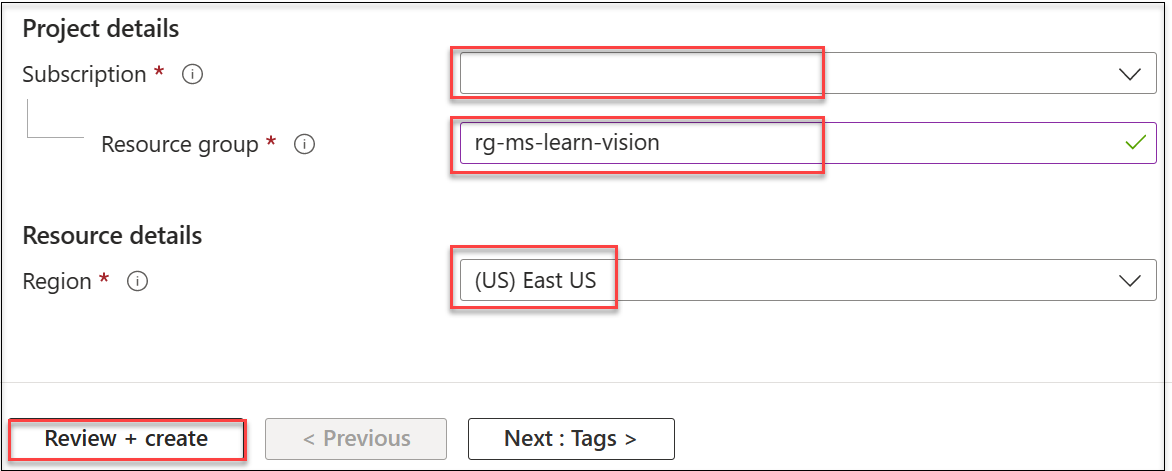 Project details
Subscription *
Resource group * rg-ms-learn-vision
Resource details
Region * (US) East US
Review + create < Previous Next : Tags >